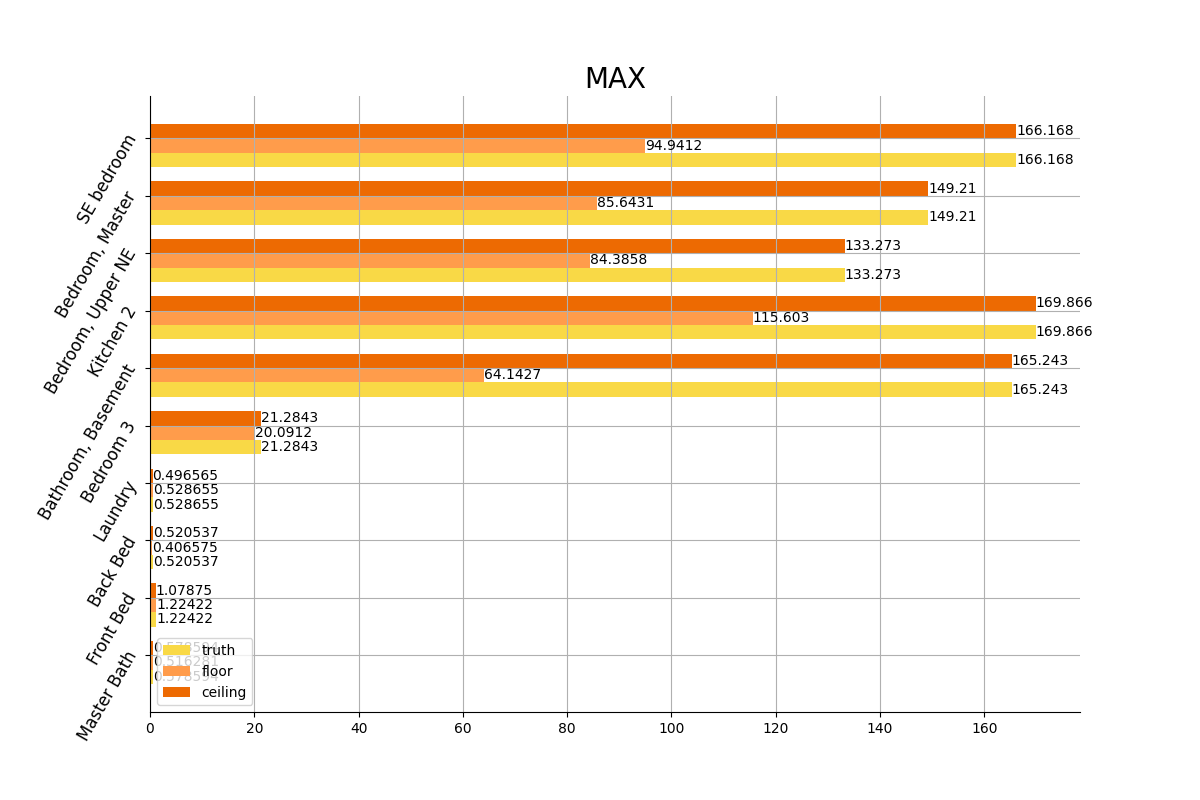 MAX
SE bedroom
166.168
94.9412
166.168
Bedroom, Master
149.21
85.6431
149.21
Bedroom, Upper NE
133.273
84.3858
133.273
Kitchen 2
169.866
115.603
169.866
Bathroom, Basement
165.243
64.1427
165.243
Bedroom 3
21.2843
20.0912
21.2843
Laundry
0.496565
0.528655
0.528655
Back Bed
0.520537
0.406575
0.520537
Front Bed
1.07875
1.22422
1.22422
Master Bath
0.516281
truth
floor
ceiling
0 20 40 60 80 100 120 140 160